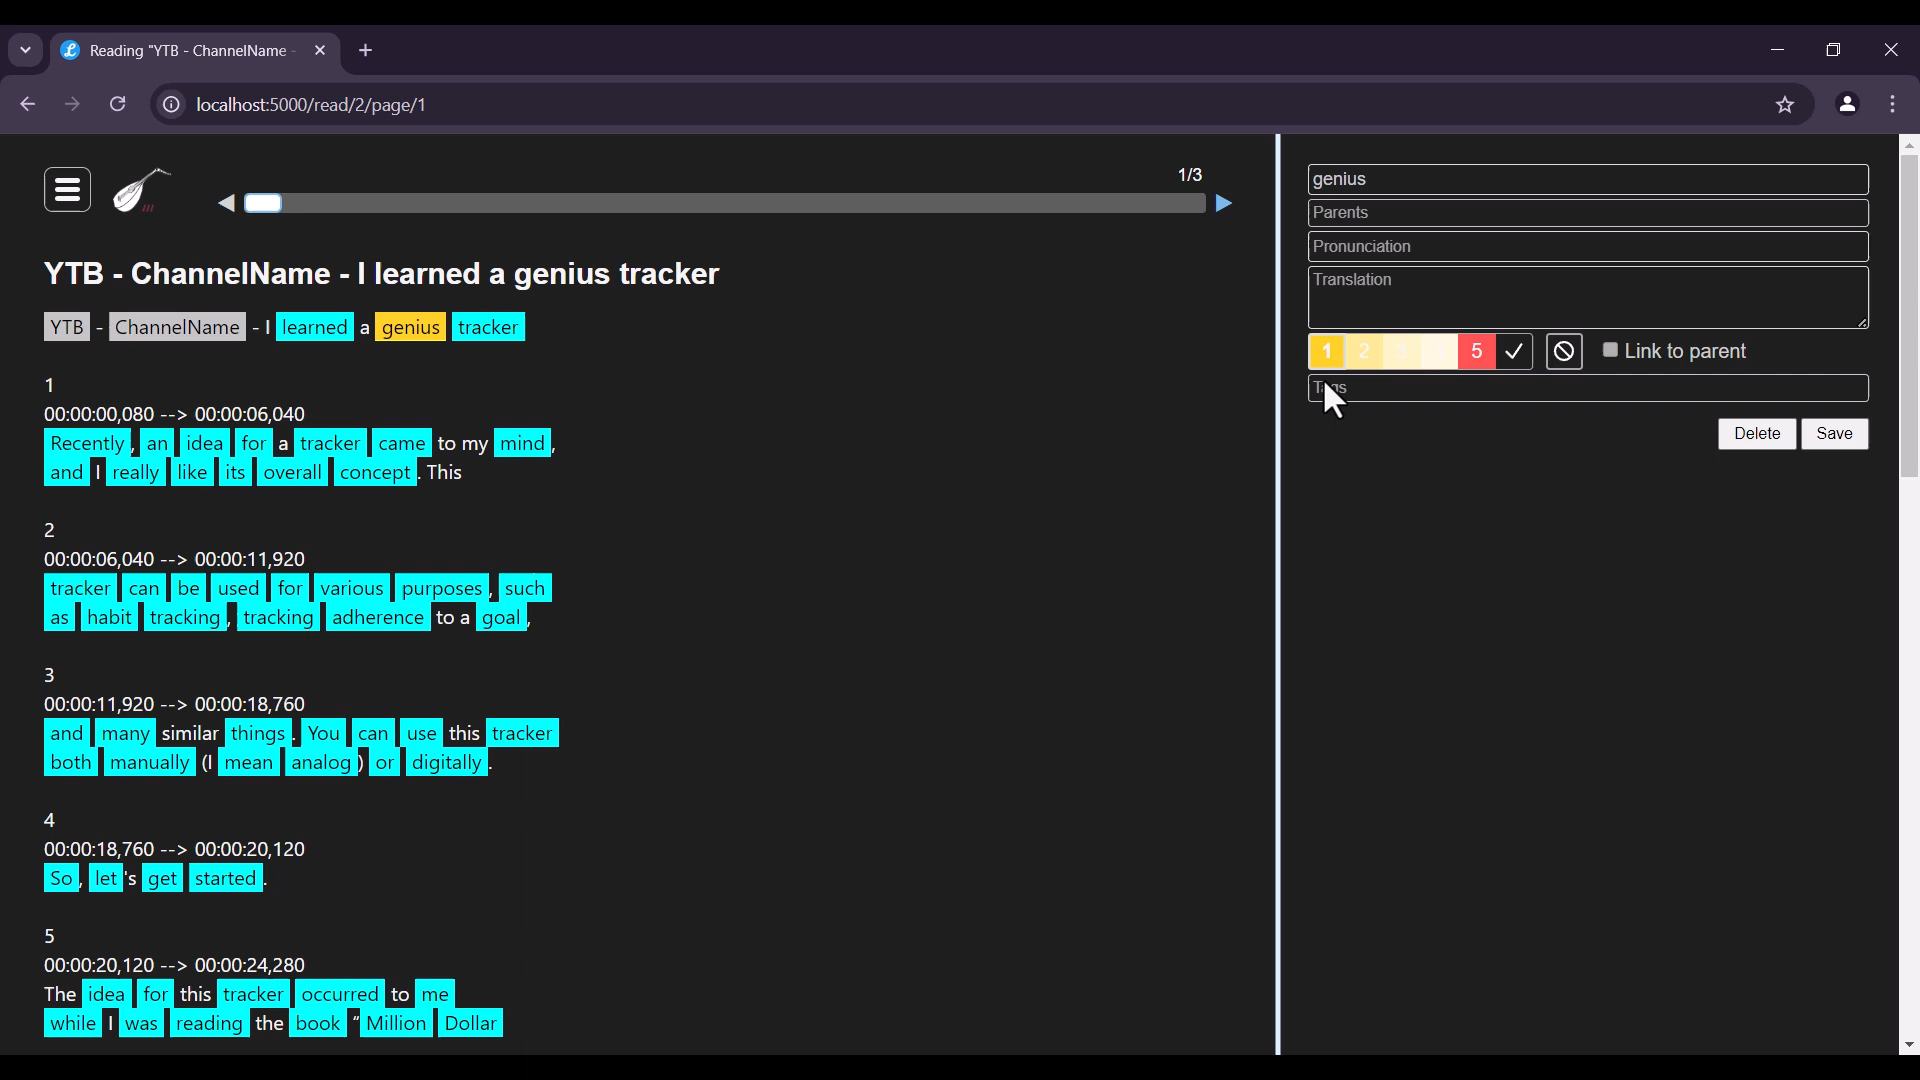 Reading "YTB - ChannelName -
localhost:5000/read/2/page/1
1/3
YTB - ChannelName - I learned a genius tracker
YTB - ChannelName - I learned a genius tracker
1
00:00:00,080 --> 00:00:06,040
Recently, an idea for a tracker came to my mind,
and I really like its overall concept. This
2
00:00:06,040 --> 00:00:11,920
tracker can be used for various purposes, such
as habit tracking, tracking adherence to a goal,
3
00:00:11,920 --> 00:00:18,760
and many similar things. You can use this tracker
both manually (I mean analog) or digitally.
4
00:00:18,760 --> 00:00:20,120
So, let's get started.
5
00:00:20,120 --> 00:00:24,280
The idea for this tracker occurred to me
while I was reading the book “Million Dollar
genius
Parents
Pronunciation
Translation
1 2 3 5 Link to parent
Tags
Delete Save